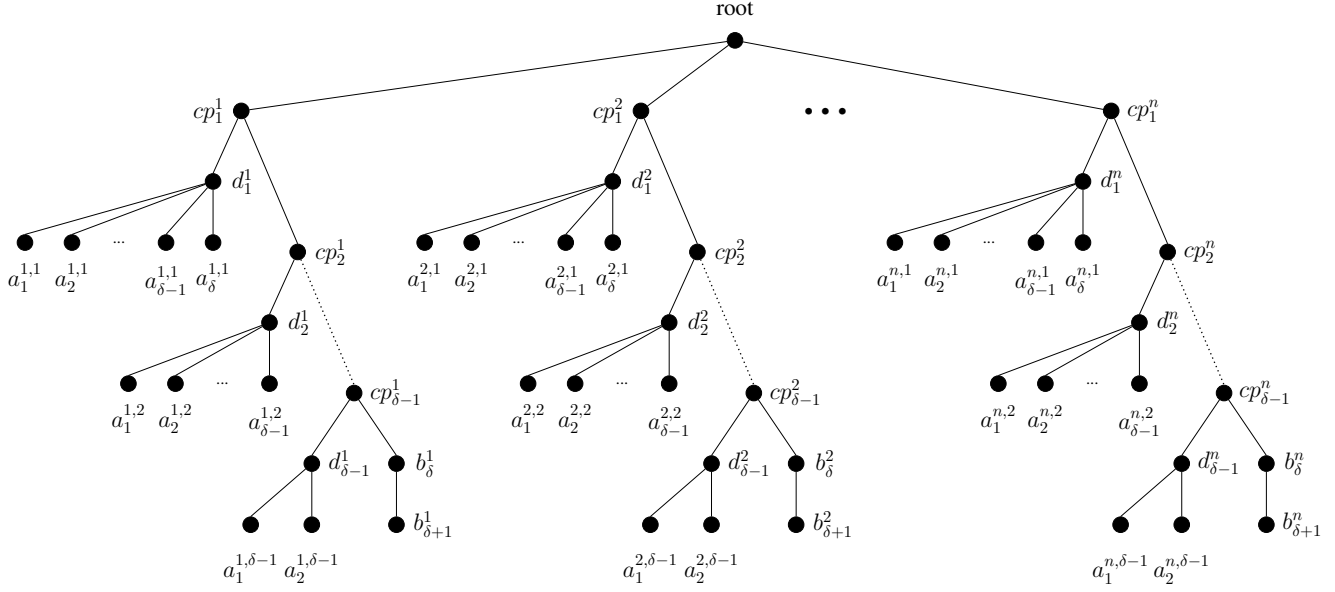 root
cp_1^1 cp_1^2 • • • cp_1^n
d_1^1 d_1^2 d_1^n
... ... ...
a_1^{1,1} a_2^{1,1} a_{δ−1}^{1,1} a_δ^{1,1} cp_2^1 a_1^{2,1} a_2^{2,1} a_{δ−1}^{2,1} a_δ^{2,1} cp_2^2 a_1^{n,1} a_2^{n,1} a_{δ−1}^{n,1} a_δ^{n,1} cp_2^n
d_2^1 d_2^2 d_2^n
... ... ...
a_1^{1,2} a_2^{1,2} a_{δ−1}^{1,2} cp_{δ−1}^1 a_1^{2,2} a_2^{2,2} a_{δ−1}^{2,2} cp_{δ−1}^2 a_1^{n,2} a_2^{n,2} a_{δ−1}^{n,2} cp_{δ−1}^n
d_{δ−1}^1 b_δ^1 d_{δ−1}^2 b_δ^2 d_{δ−1}^n b_δ^n
b_{δ+1}^1 b_{δ+1}^2 b_{δ+1}^n
a_1^{1,δ−1} a_2^{1,δ−1} a_1^{2,δ−1} a_2^{2,δ−1} a_1^{n,δ−1} a_2^{n,δ−1}